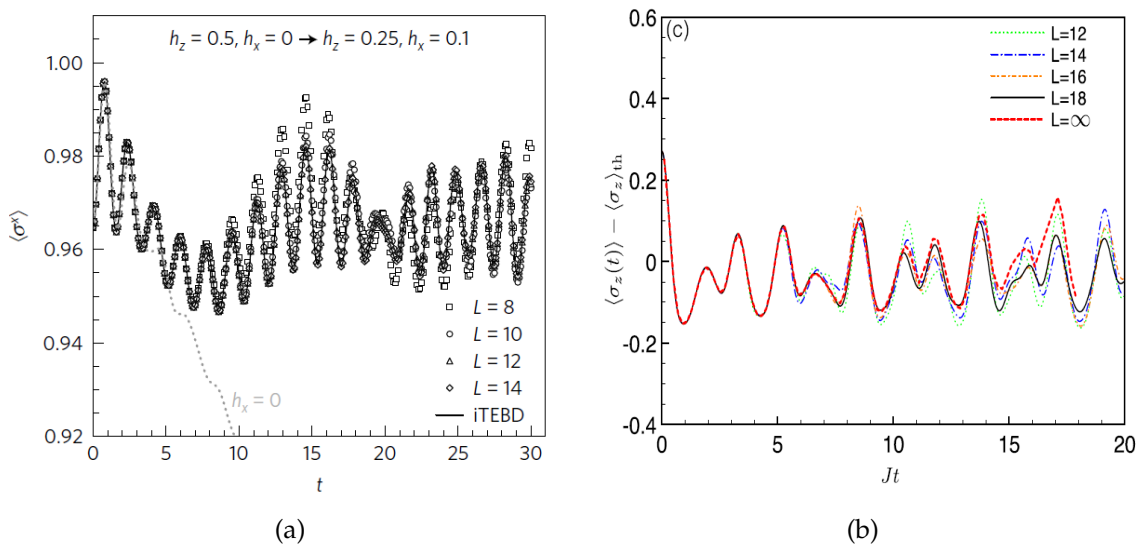 h_z = 0.5, h_x = 0 → h_z = 0.25, h_x = 0.1
⟨σ^x⟩
1.00
0.98
0.96
0.94
0.92
h_x = 0
L = 8
L = 10
L = 12
L = 14
iTEBD
0 5 10 15 20 25 30
t
(a)
(c)
L=12
L=14
L=16
L=18
L=∞
⟨σ_z(t)⟩ − ⟨σ_z⟩_th
0.6
0.4
0.2
0
-0.2
-0.4
0 5 10 15 20
Jt
(b)